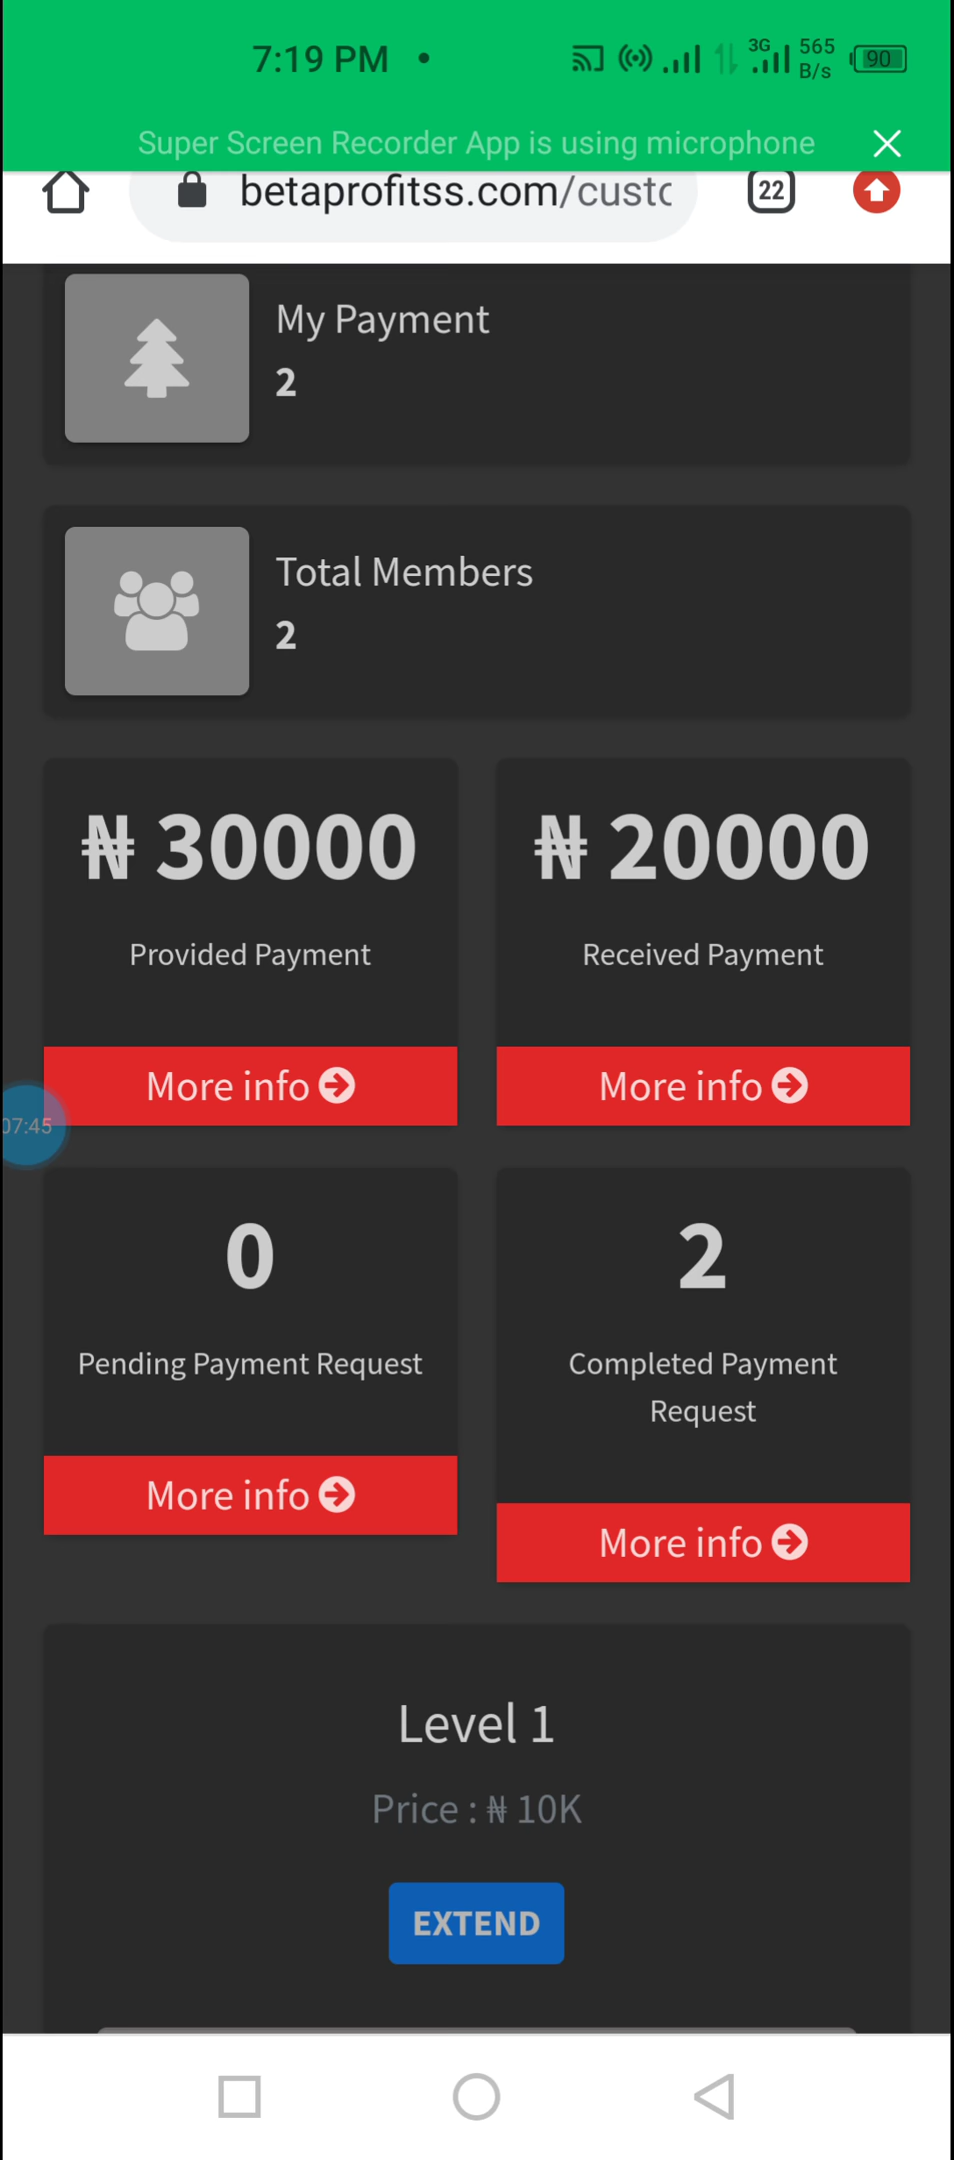 7:19 PM
3G
565
B/s
90
Super Screen Recorder App is using microphone
betaprofitss.com/custc
22
My Payment
2
Total Members
2
₦ 30000
₦ 20000
Provided Payment
Received Payment
More info
More info
07:45
0
2
Pending Payment Request
Completed Payment
Request
More info
More info
Level 1
Price : ₦ 10K
EXTEND